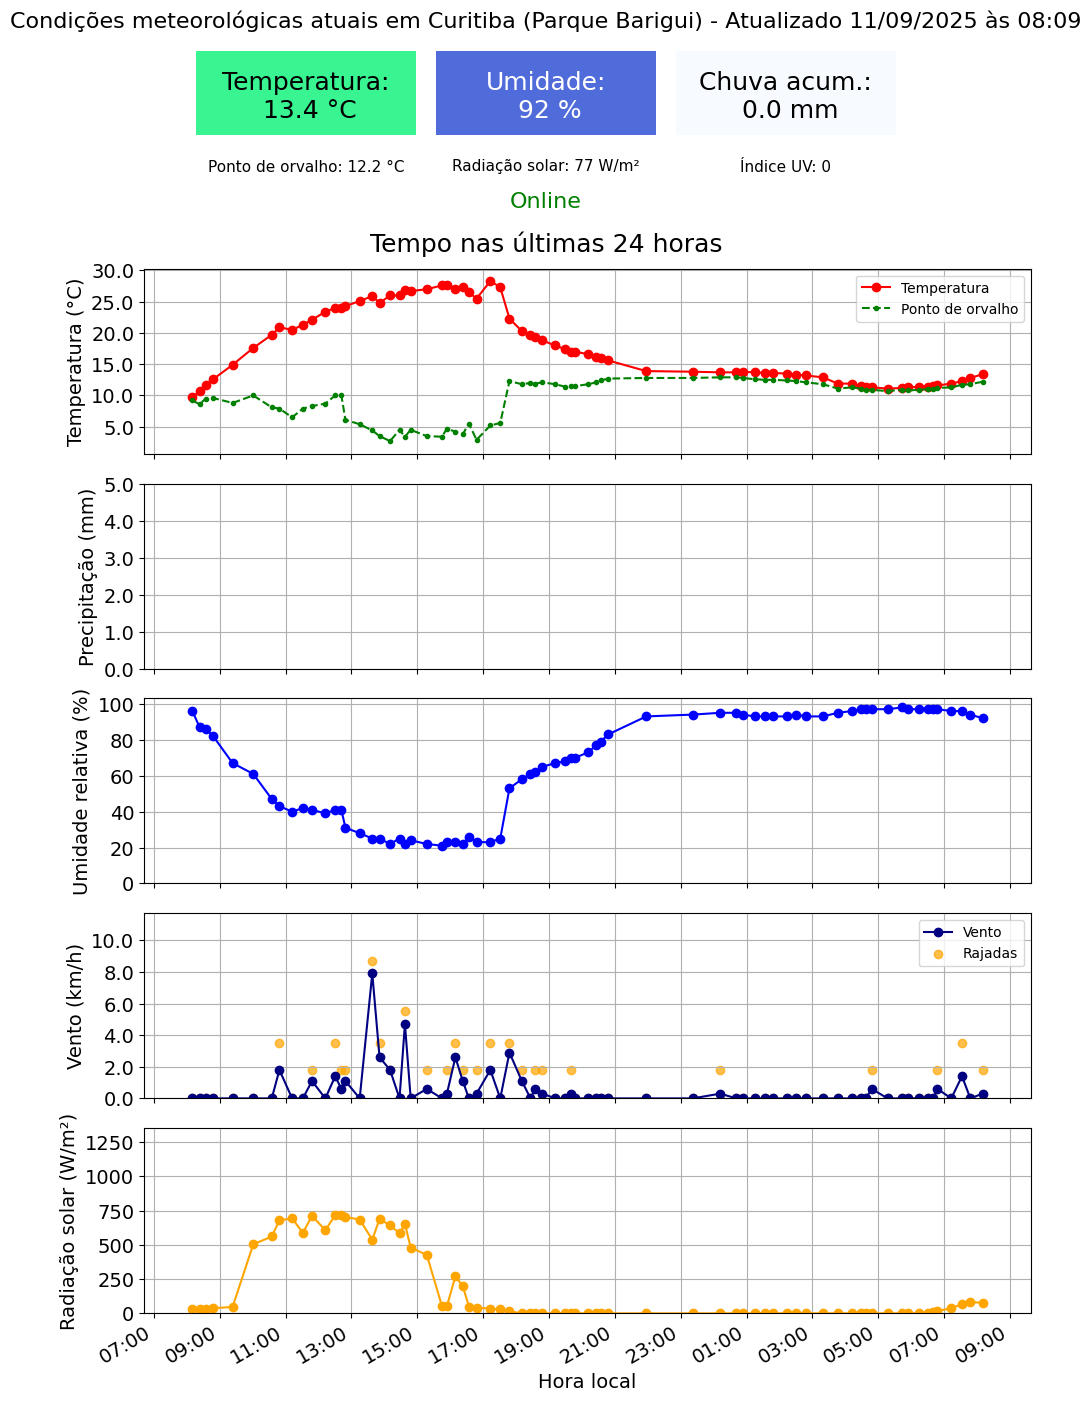 Condições meteorológicas atuais em Curitiba (Parque Barigui) - Atualizado 11/09/2025 às 08:09
Temperatura:
13.4 °C
Umidade:
92 %
Chuva acum.:
0.0 mm
Ponto de orvalho: 12.2 °C
Radiação solar: 77 W/m²
Índice UV: 0
Online
Tempo nas últimas 24 horas
Temperatura (°C)
30.0
25.0
20.0
15.0
10.0
5.0
Temperatura
Ponto de orvalho
Precipitação (mm)
5.0
4.0
3.0
2.0
1.0
0.0
Umidade relativa (%)
100
80
60
40
20
0
Vento (km/h)
10.0
8.0
6.0
4.0
2.0
0.0
Vento
Rajadas
Radiação solar (W/m²)
1250
1000
750
500
250
0
07:00
09:00
11:00
13:00
15:00
17:00
19:00
21:00
23:00
01:00
03:00
05:00
07:00
09:00
Hora local